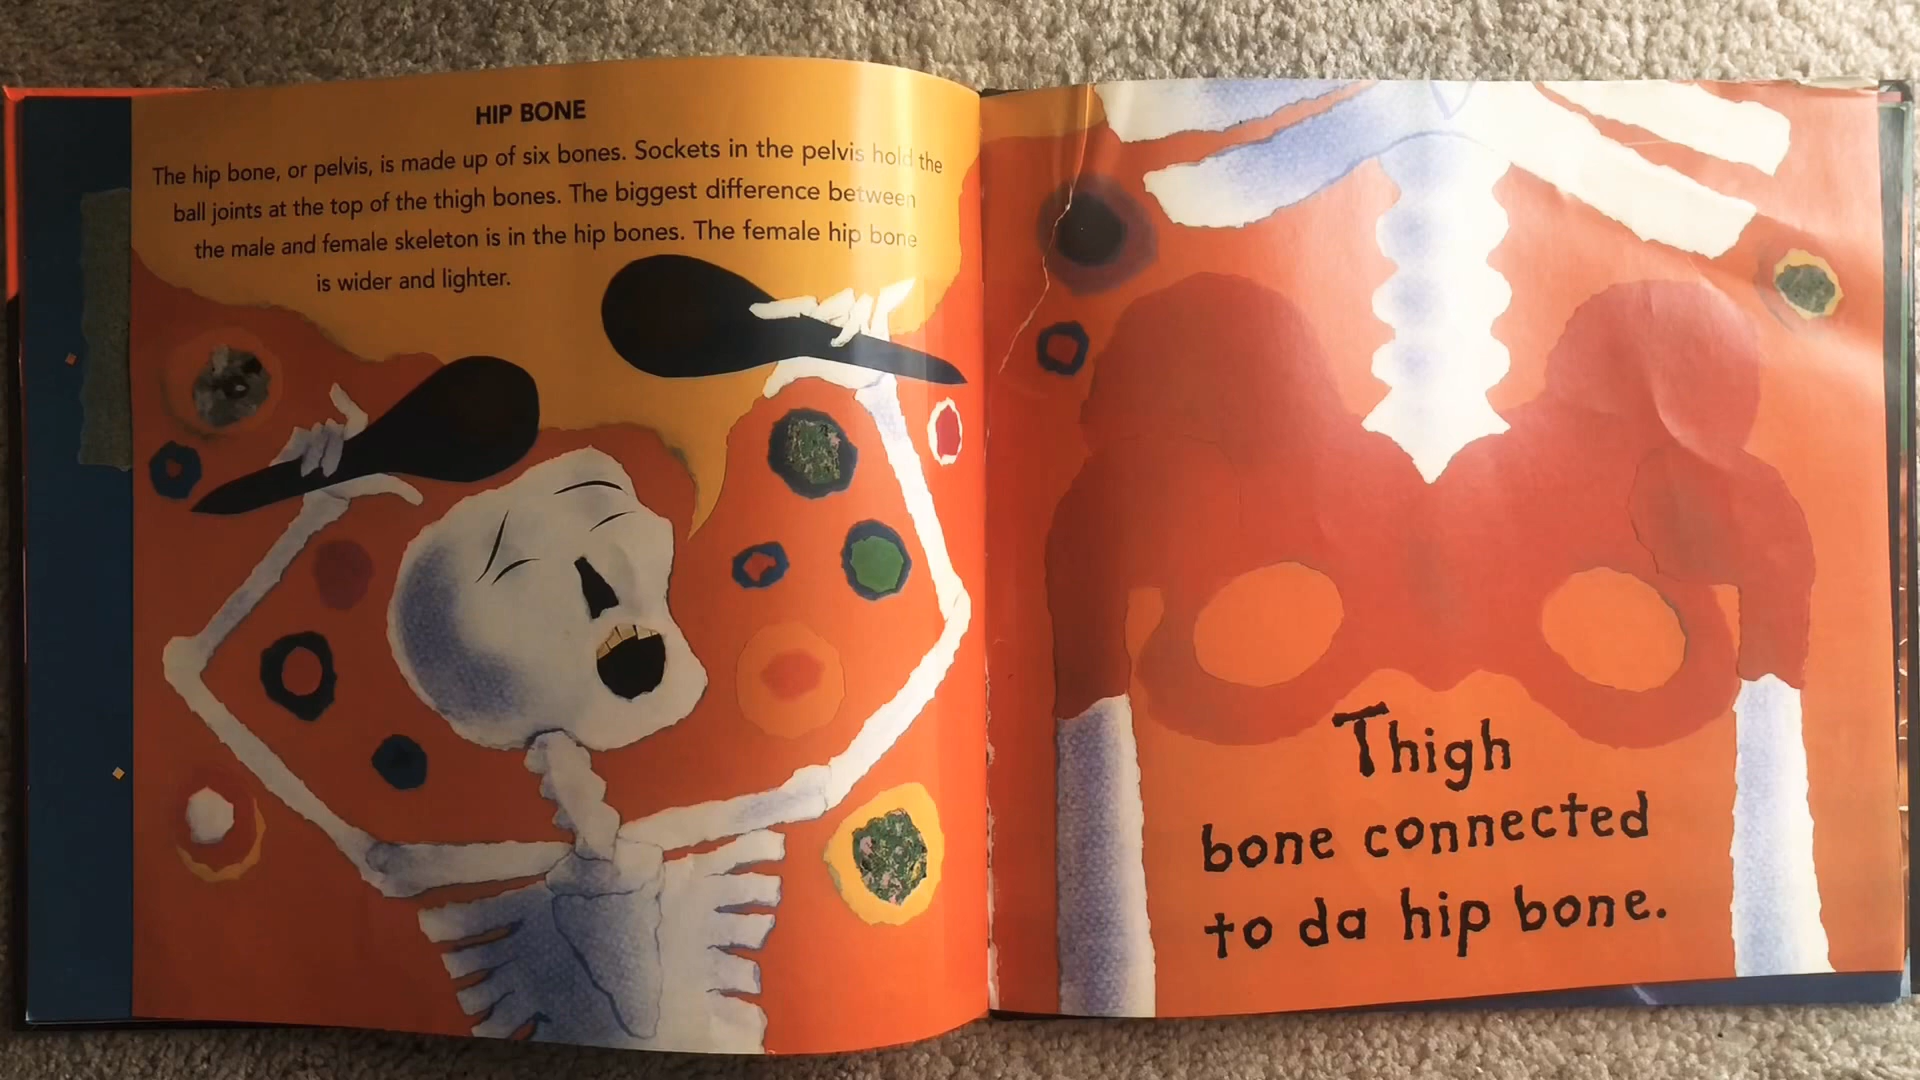 HIP BONE
The hip bone, or pelvis, is made up of six bones. Sockets in the pelvis hold the
ball joints at the top of the thigh bones. The biggest difference between
the male and female skeleton is in the hip bones. The female hip bone
is wider and lighter.
Thigh
bone connected
to da hip bone.